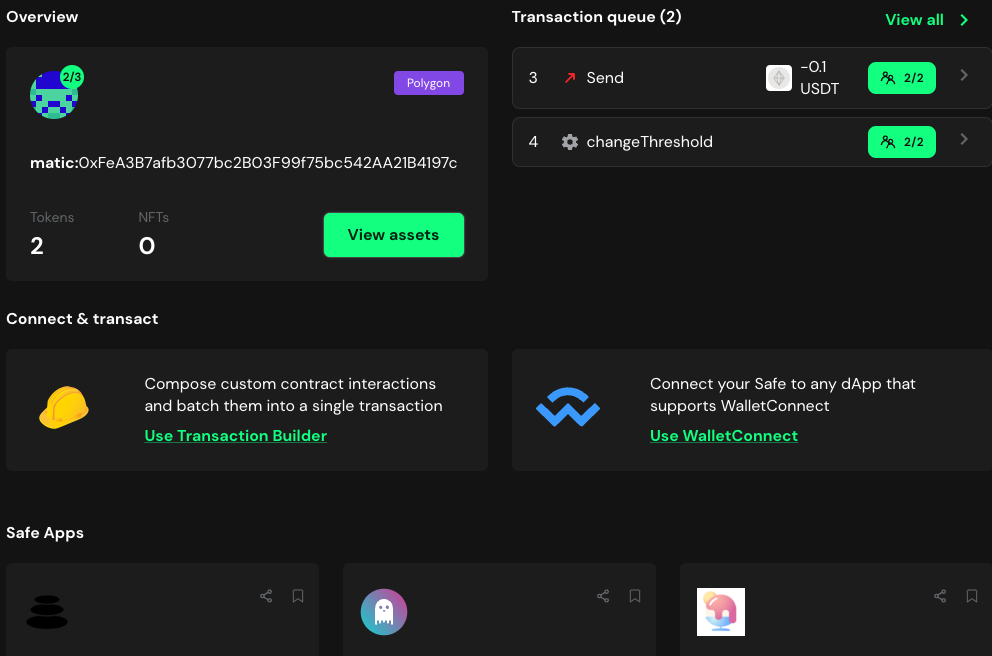 Overview
2/3
Polygon
matic:0xFeA3B7afb3077bc2B03F99f75bc542AA21B4197c
Tokens
NFTs
2
0
View assets
Transaction queue (2)
View all
3
Send
-0.1
USDT
2/2
4
changeThreshold
2/2
Connect & transact
Compose custom contract interactions
and batch them into a single transaction
Use Transaction Builder
Connect your Safe to any dApp that
supports WalletConnect
Use WalletConnect
Safe Apps